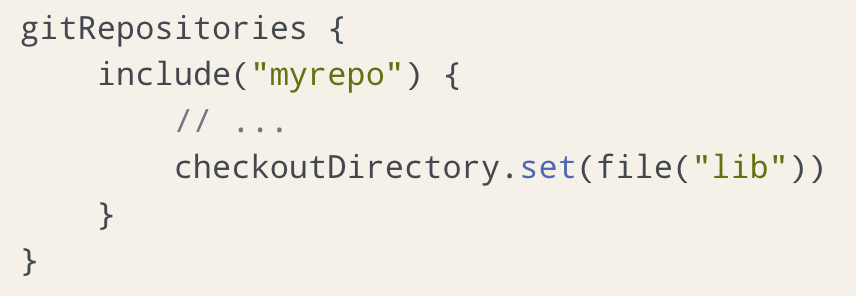 gitRepositories {
    include("myrepo") {
        // ...
        checkoutDirectory.set(file("lib"))
    }
}